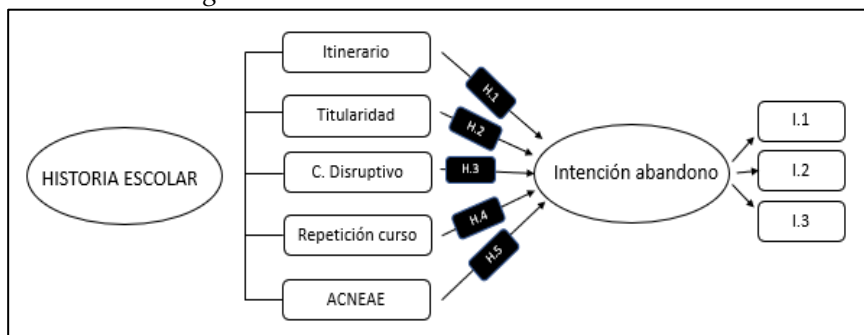 Itinerario
H.1
Titularidad
H.2
HISTORIA ESCOLAR
C. Disruptivo
H.3
Intención abandono
Repetición curso
H.4
ACNEAE
H.5
I.1
I.2
I.3